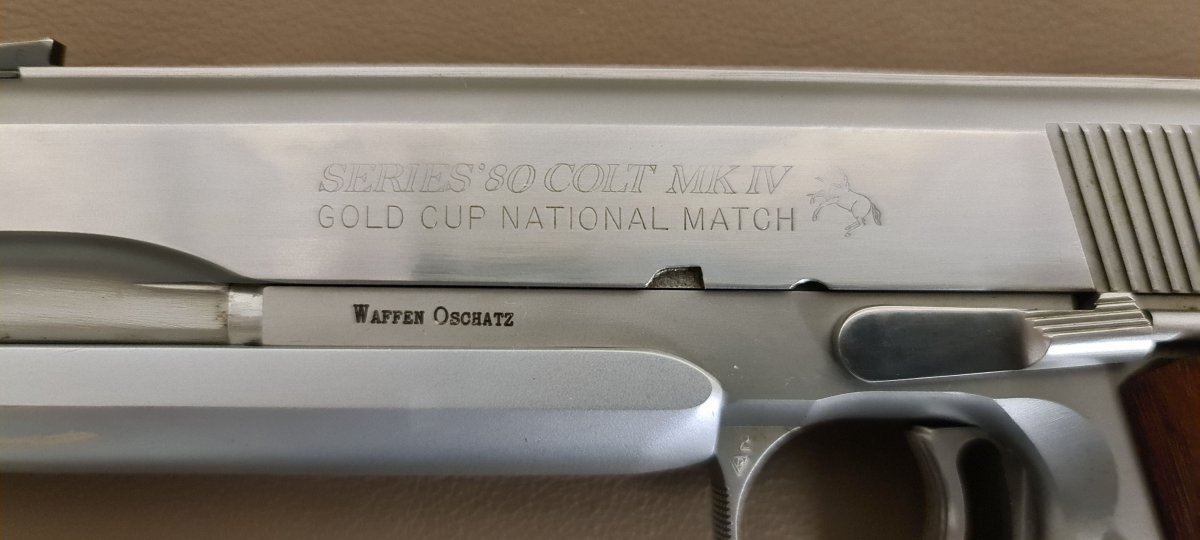 SERIES'80 COLT MK IV
GOLD CUP NATIONAL MATCH
WAFFEN OSCHATZ